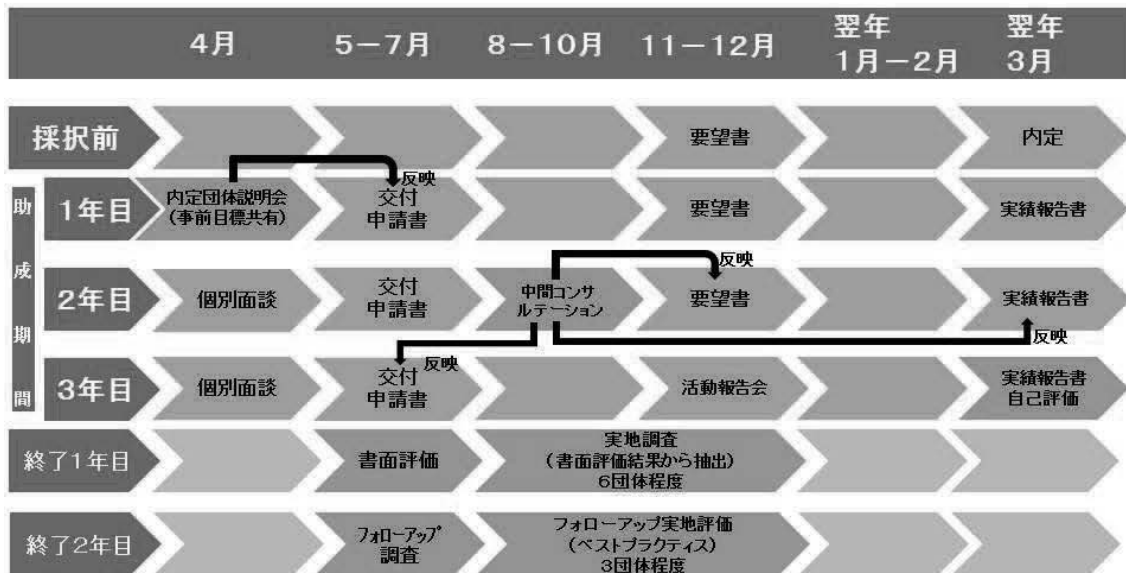 4月
5－7月
8－10月
11－12月
翌年
1月－2月
翌年
3月
採択前
要望書
内定
助成期間
1年目
内定団体説明会
(事前目標共有)
反映
交付
申請書
要望書
実績報告書
2年目
個別面談
交付
申請書
中間コンサ
ルテーション
反映
要望書
実績報告書
反映
3年目
個別面談
反映
交付
申請書
活動報告会
実績報告書
自己評価
終了1年目
書面評価
実地調査
(書面評価結果から抽出)
6団体程度
終了2年目
フォローアップ
調査
フォローアップ実地評価
(ベストプラクティス)
3団体程度